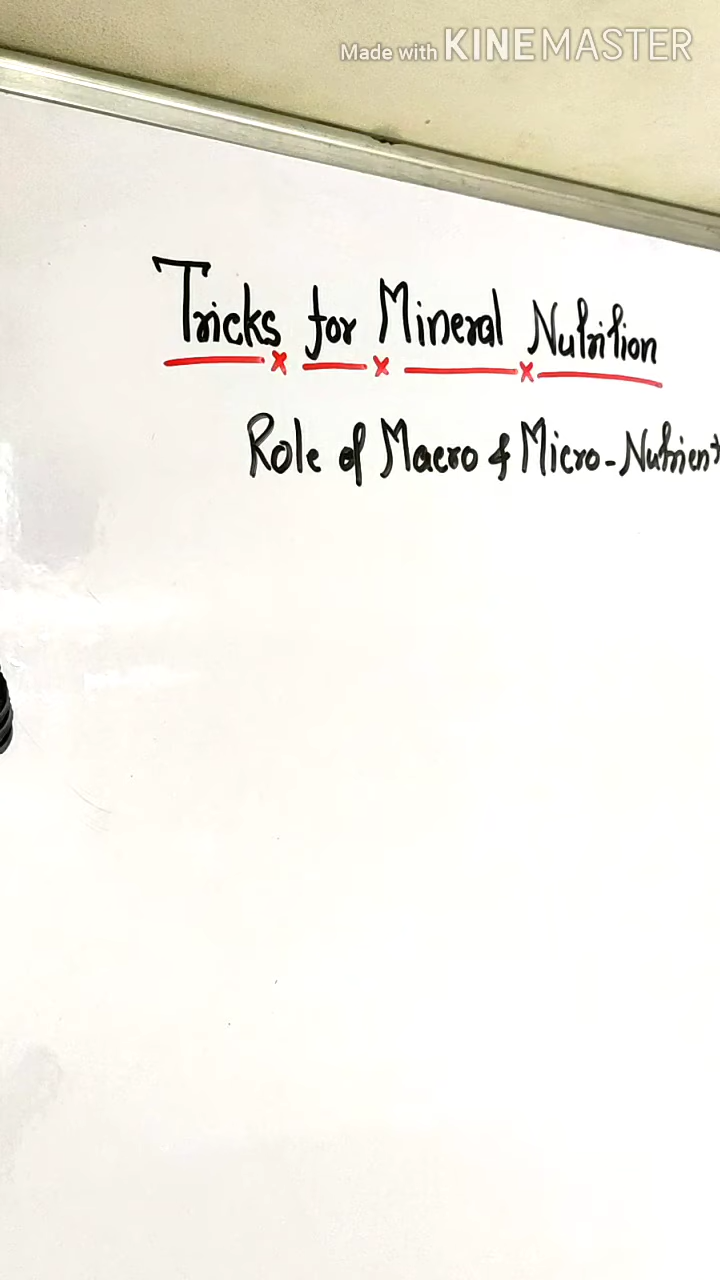 Made with KINEMASTER
Tricks for Mineral Nutrition
Role of Macro & Micro-Nutrient